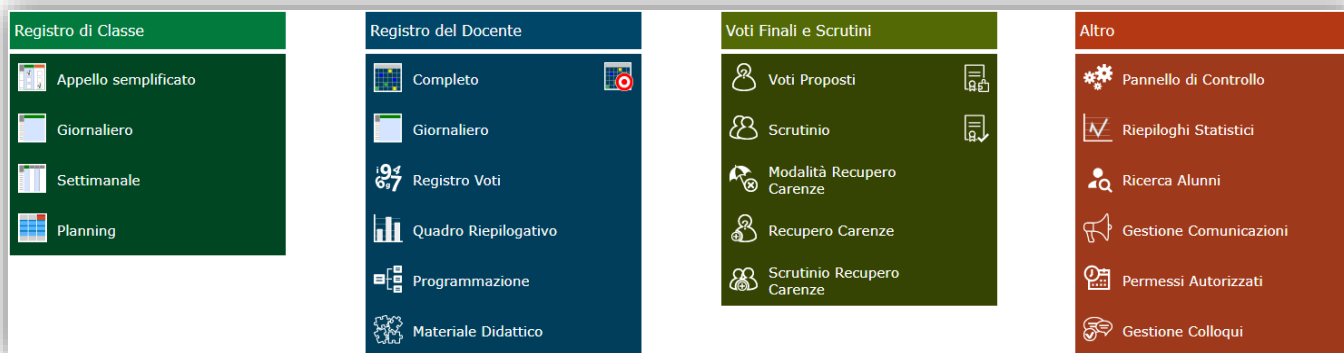 Registro di Classe
Appello semplificato
Giornaliero
Settimanale
Planning
Registro del Docente
Completo
Giornaliero
Registro Voti
Quadro Riepilogativo
Programmazione
Materiale Didattico
Voti Finali e Scrutini
Voti Proposti
Scrutinio
Modalità Recupero
Carenze
Recupero Carenze
Scrutinio Recupero
Carenze
Altro
Pannello di Controllo
Riepiloghi Statistici
Ricerca Alunni
Gestione Comunicazioni
Permessi Autorizzati
Gestione Colloqui